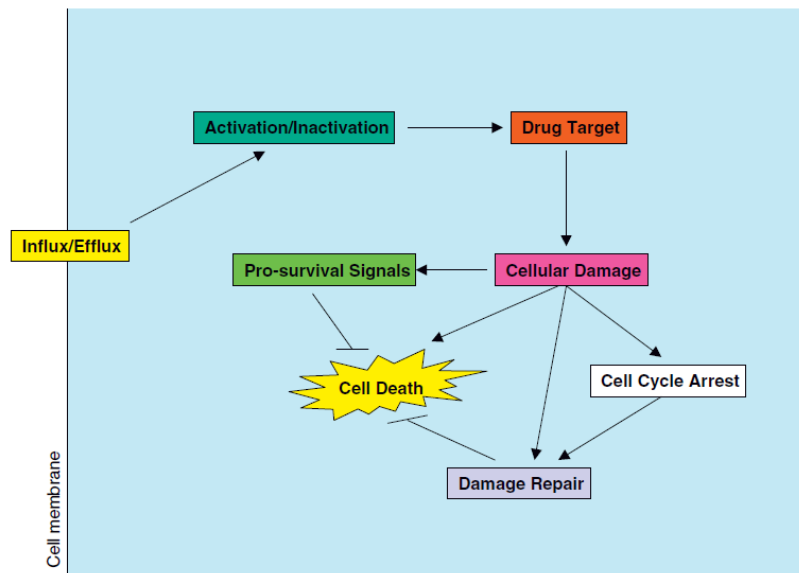 Activation/Inactivation
Drug Target
Influx/Efflux
Pro-survival Signals
Cellular Damage
Cell Death
Cell Cycle Arrest
Damage Repair
Cell membrane